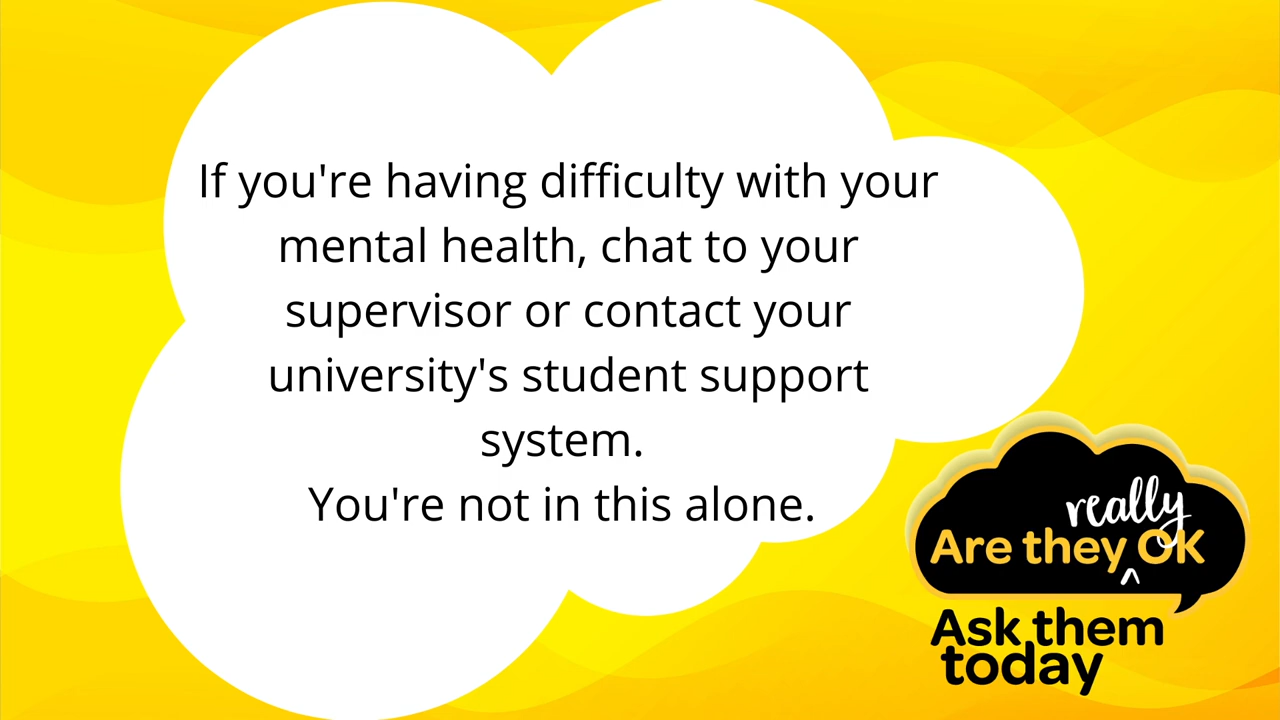 If you're having difficulty with your
mental health, chat to your
supervisor or contact your
university's student support
system.
You're not in this alone.
really
Are they OK
^
Ask them
today